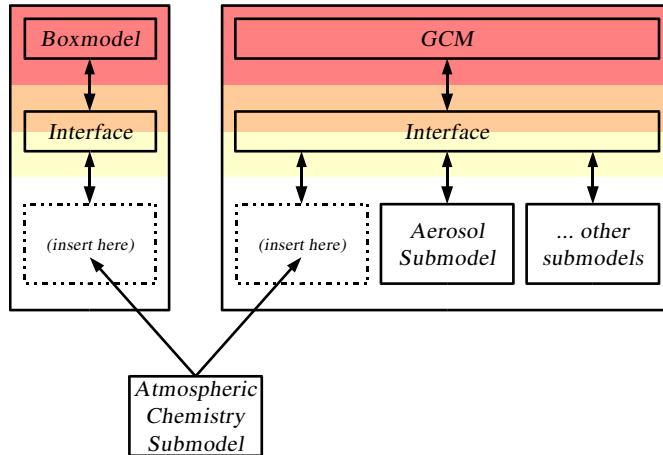 Boxmodel
GCM
Interface
Interface
(insert here)
(insert here)
Aerosol
Submodel
... other
submodels
Atmospheric
Chemistry
Submodel